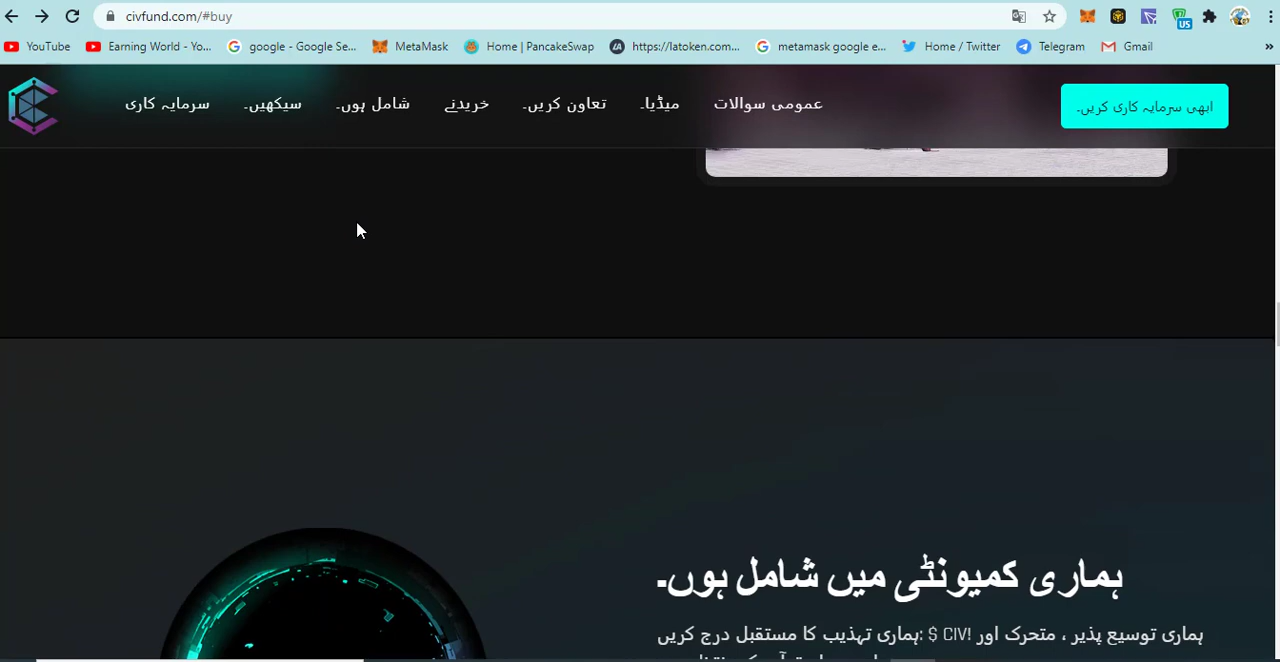 civfund.com/#buy
YouTube
Earning World - Yo...
google - Google Se...
MetaMask
Home | PancakeSwap
https://latoken.com...
metamask google e...
Home / Twitter
Telegram
Gmail
»
US
سرمایہ کاری
سیکھیں۔
شامل ہوں۔
خریدنے
تعاون کریں۔
میڈیا۔
عمومی سوالات
ابھی سرمایہ کاری کریں۔
ہماری کمیونٹی میں شامل ہوں۔
ہماری توسیع پذیر ، متحرک اور $ CIV! :ہماری تہذیب کا مستقبل درج کریں